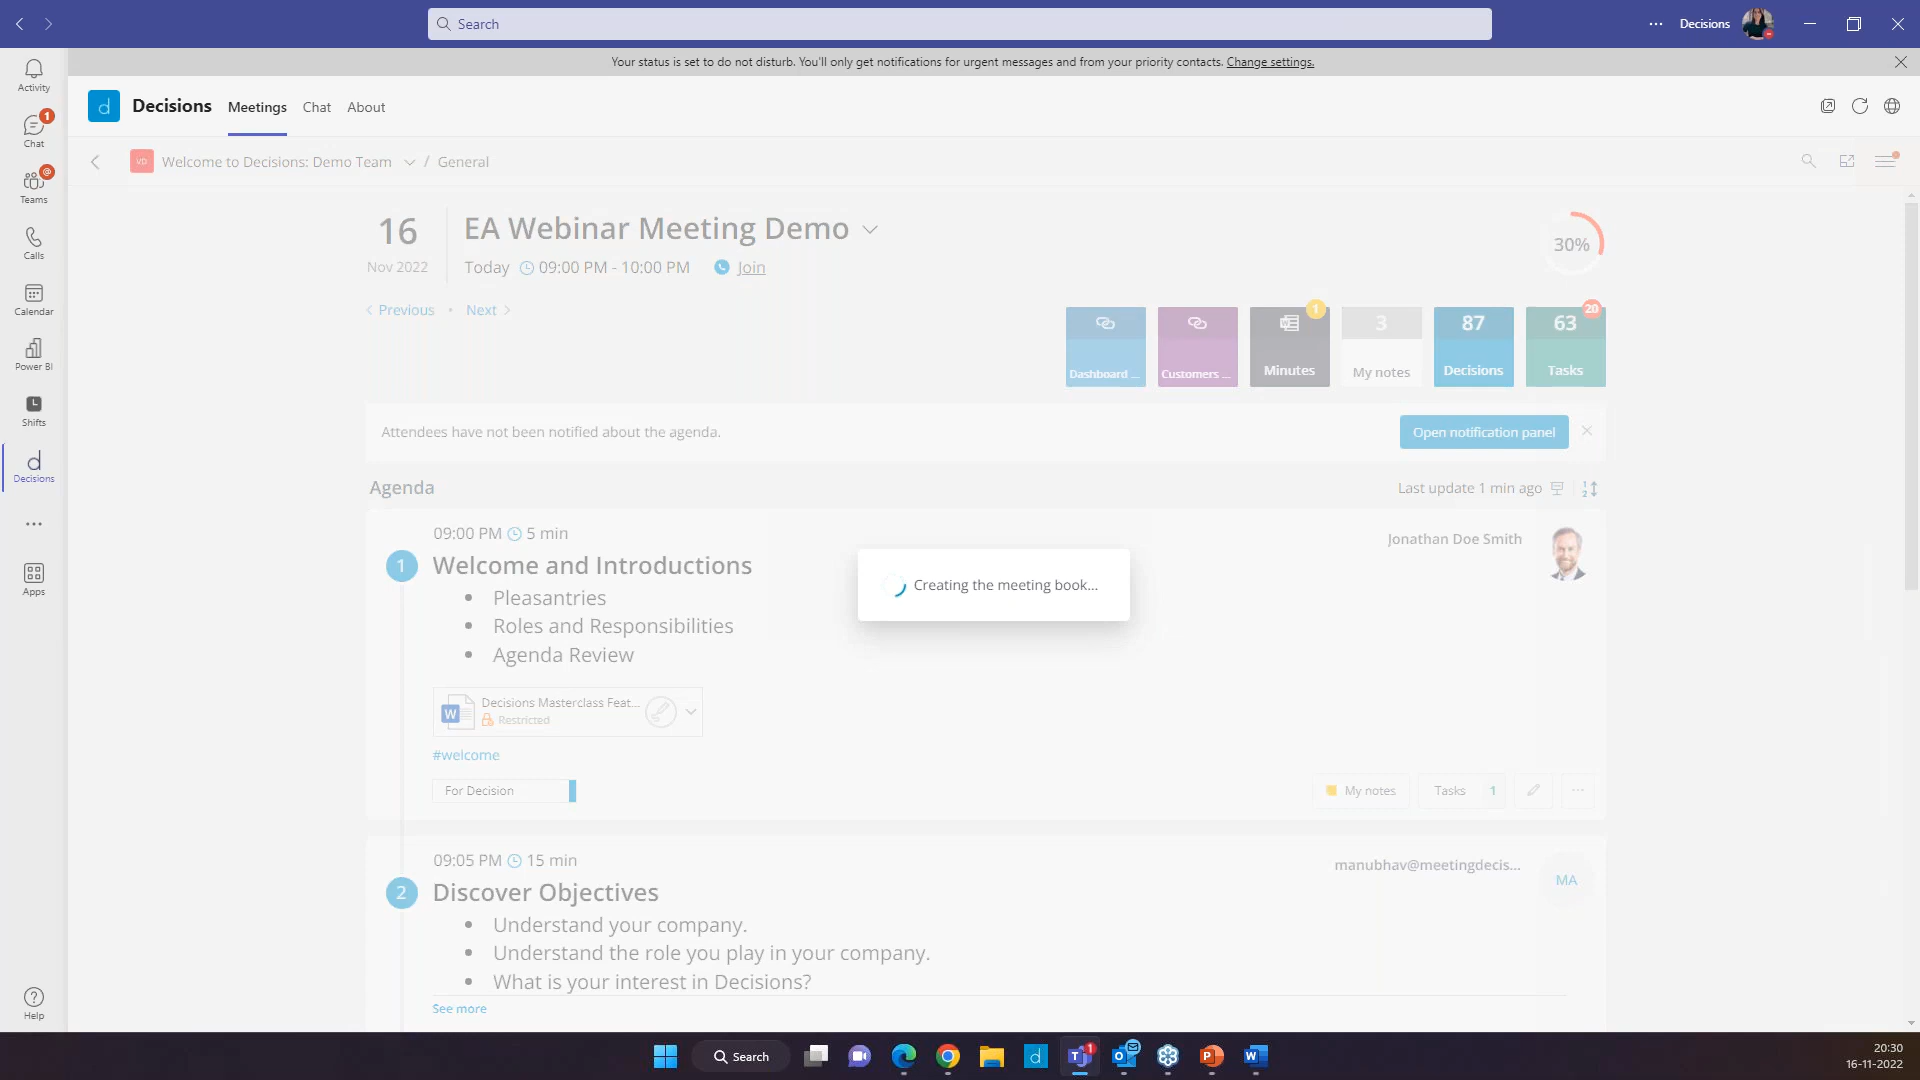 Search
Decisions
Your status is set to do not disturb. You'll only get notifications for urgent messages and from your priority contacts. Change settings.
Activity
1
Chat
@
Teams
Calls
Calendar
Power BI
Shifts
Decisions
Apps
Help
d Decisions Meetings Chat About
VD Welcome to Decisions: Demo Team / General
16
Nov 2022
EA Webinar Meeting Demo
Today 09:00 PM - 10:00 PM Join
30%
< Previous • Next >
Dashboard ...
Customers ...
1
Minutes
3
My notes
87
Decisions
20
63
Tasks
Attendees have not been notified about the agenda.
Open notification panel
Agenda
Last update 1 min ago
09:00 PM 5 min
Jonathan Doe Smith
1 Welcome and Introductions
• Pleasantries
• Roles and Responsibilities
• Agenda Review
Creating the meeting book...
Decisions Masterclass Feat...
Restricted
#welcome
For Decision
My notes
Tasks 1
09:05 PM 15 min
manubhav@meetingdecis...
MA
2 Discover Objectives
• Understand your company.
• Understand the role you play in your company.
• What is your interest in Decisions?
See more
Search
20:30
16-11-2022